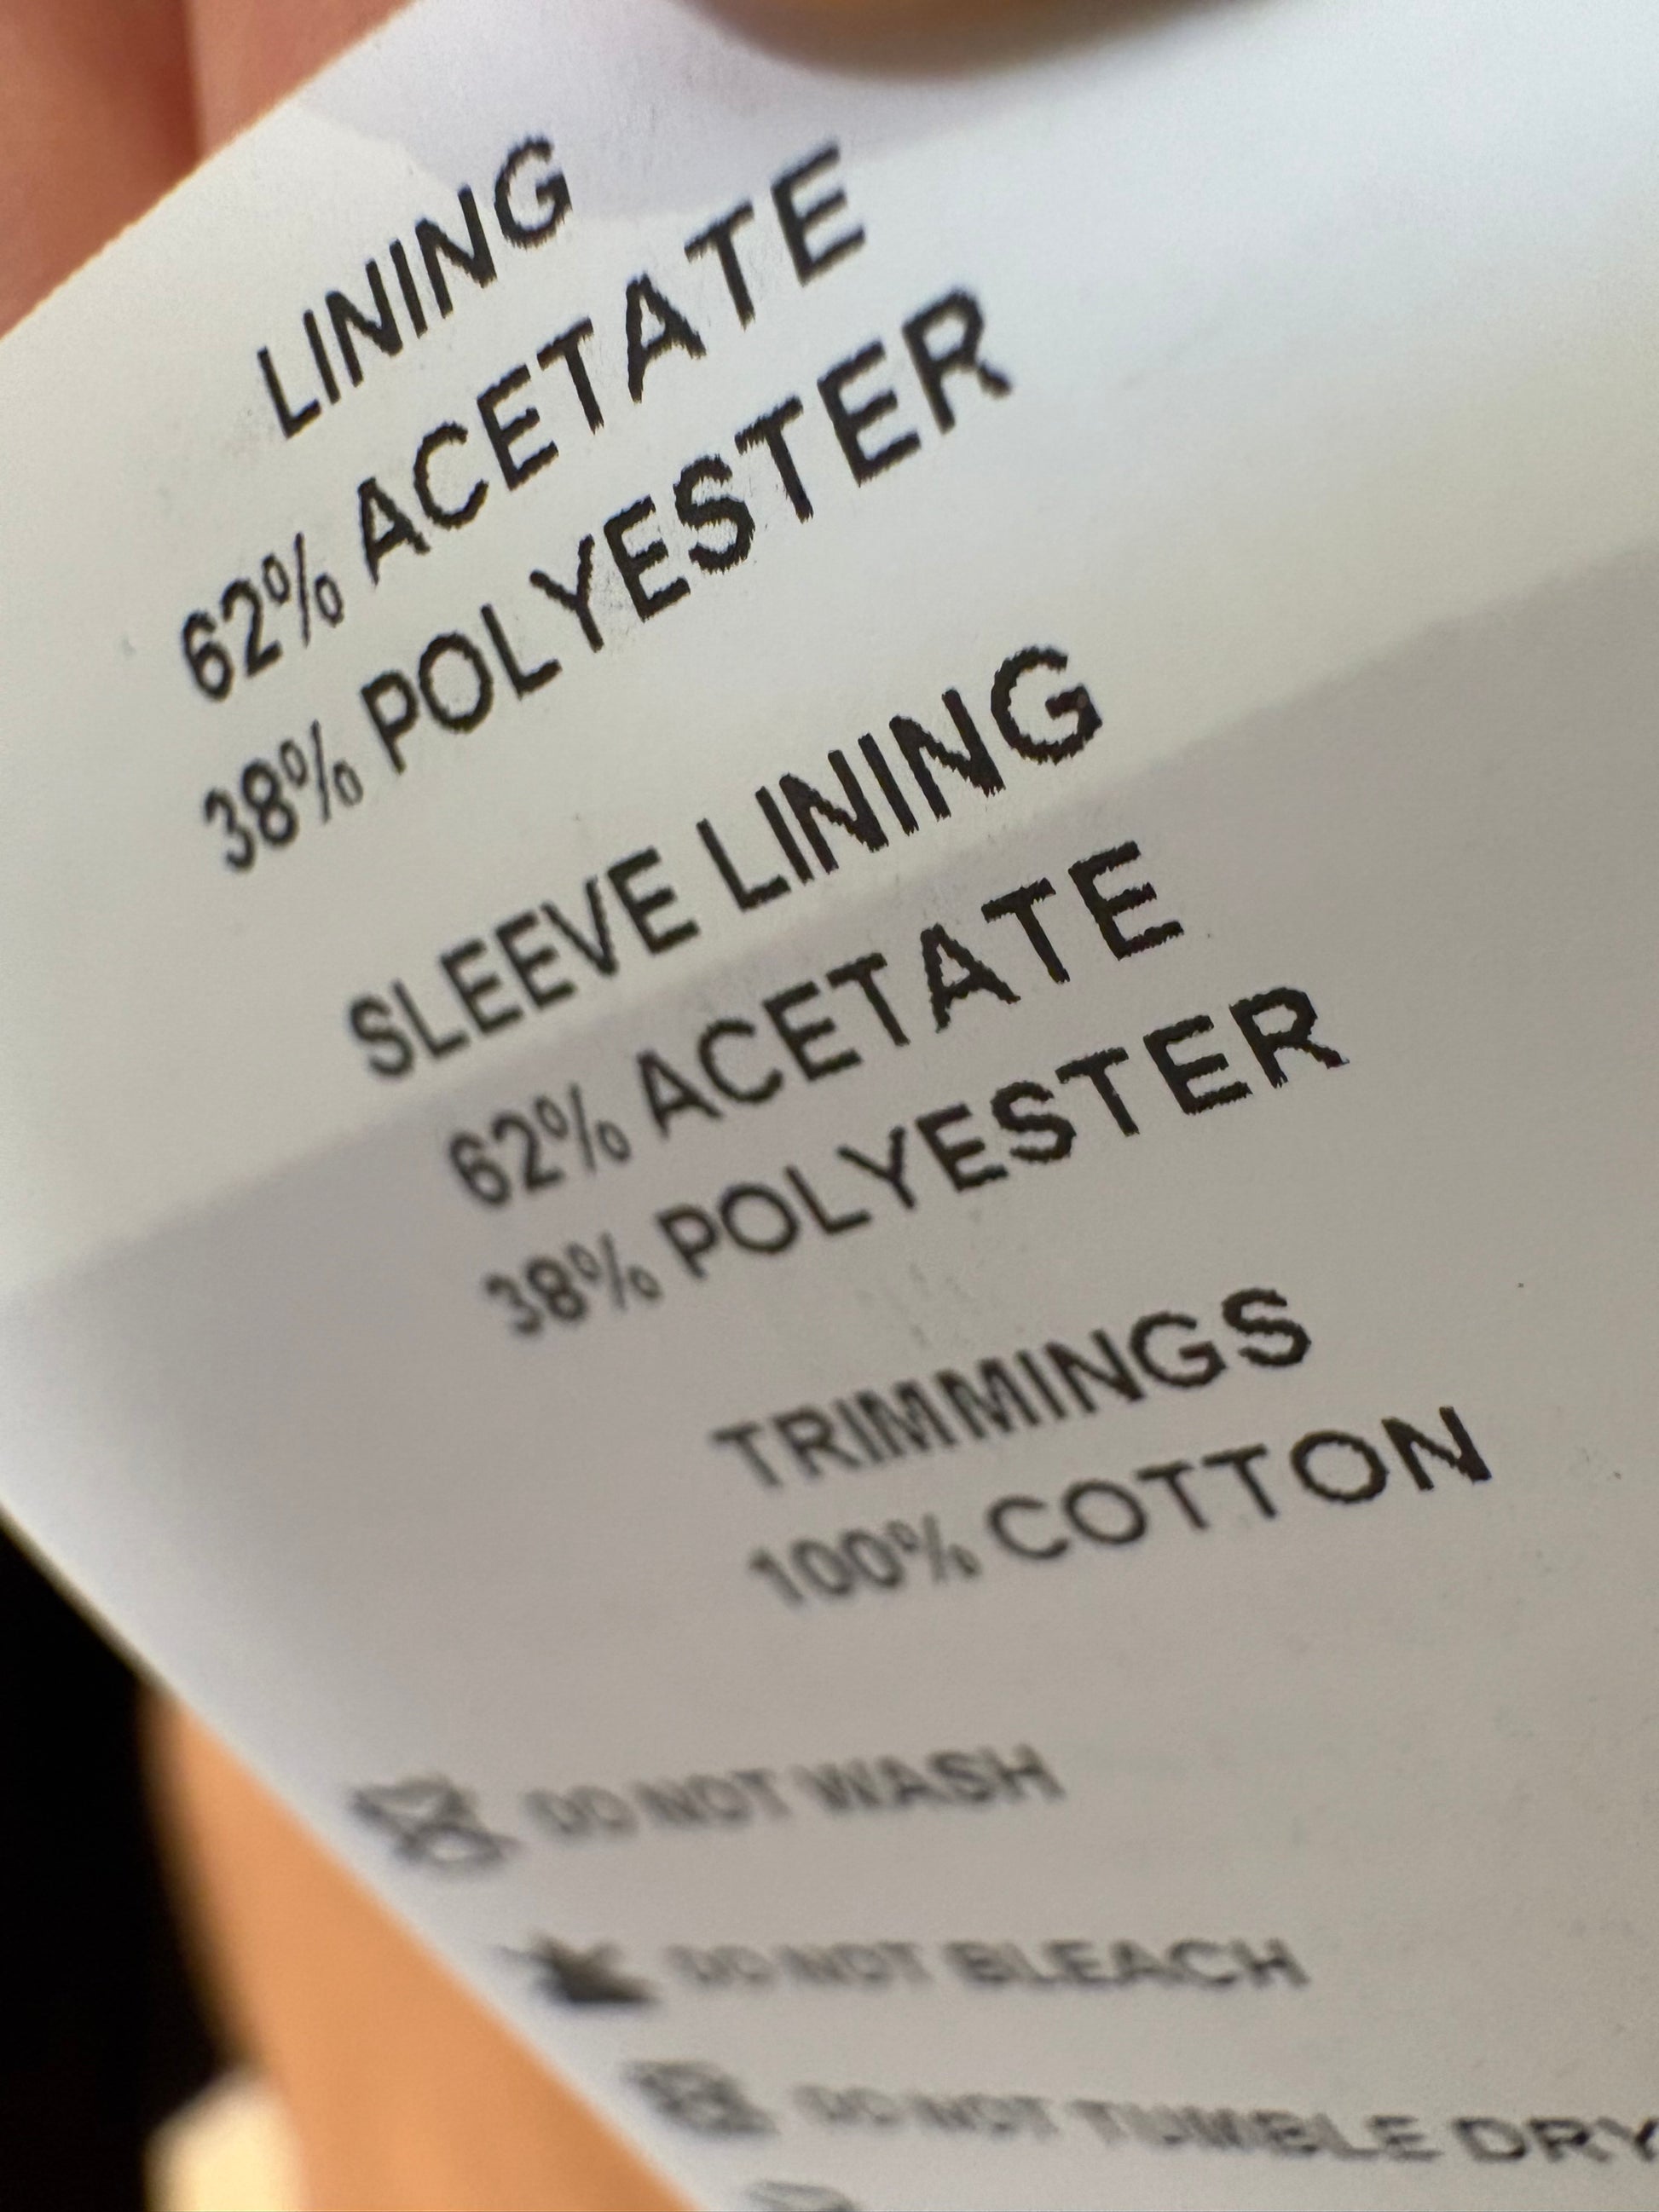 LINING
62% ACETATE
38% POLYESTER
SLEEVE LINING
62% ACETATE
38% POLYESTER
TRIMMINGS
100% COTTON
DO NOT WASH
DO NOT BLEACH
DO NOT TUMBLE DRY